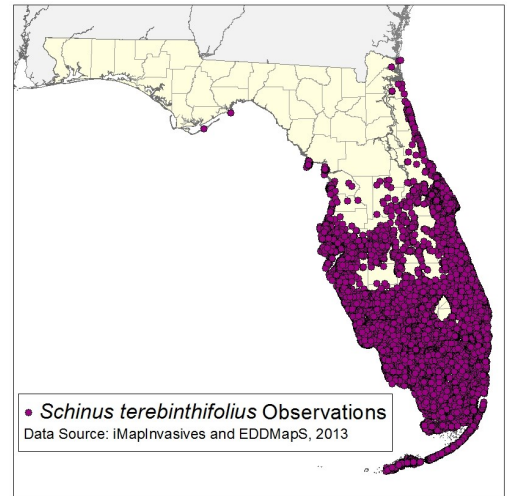 Schinus terebinthifolius Observations
Data Source: iMapInvasives and EDDMapS, 2013